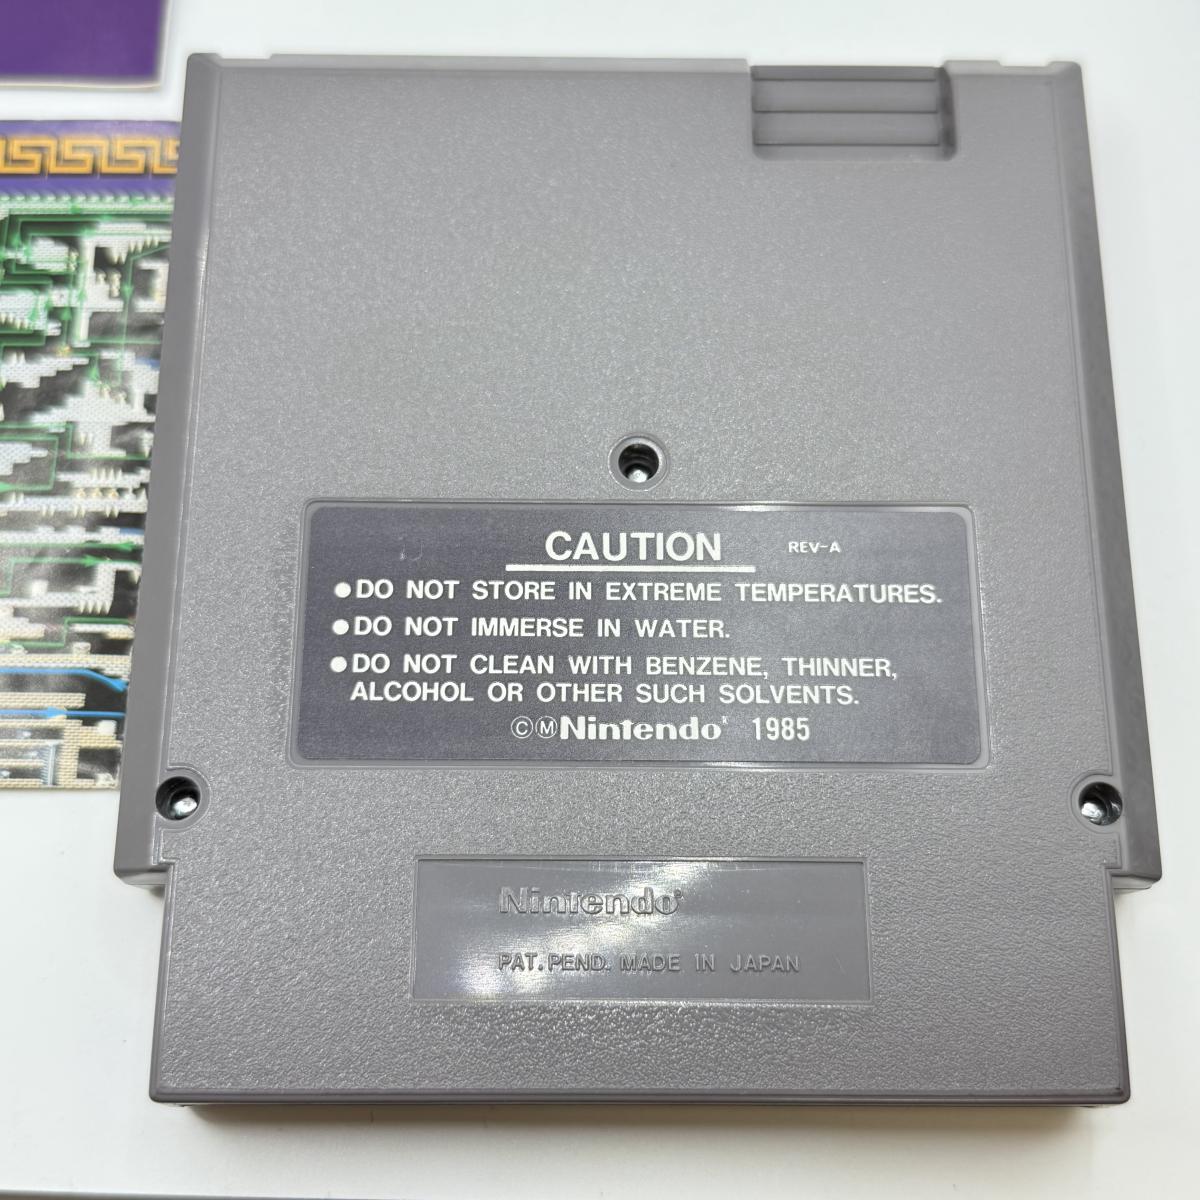 CAUTION REV-A
●DO NOT STORE IN EXTREME TEMPERATURES.
●DO NOT IMMERSE IN WATER.
●DO NOT CLEAN WITH BENZENE, THINNER,
ALCOHOL OR OTHER SUCH SOLVENTS.
ⒸⓂNintendo® 1985
Nintendo®
PAT. PEND. MADE IN JAPAN